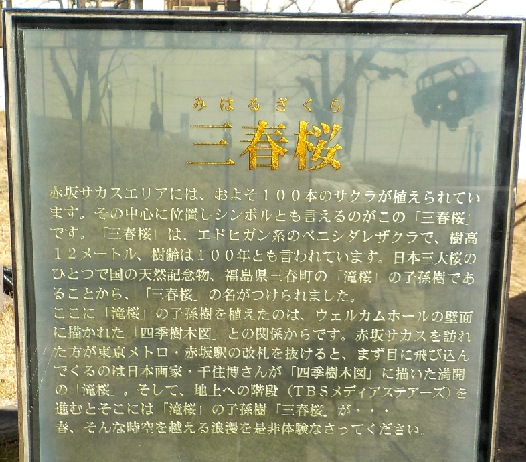 みはるざくら
三春桜
赤坂サカスエリアには、およそ100本のサクラが植えられてい
ます。その中心に位置しシンボルとも言えるのがこの「三春桜」
です。「三春桜」は、エドヒガン系のベニシダレザクラで、樹高
12メートル、樹齢は100年とも言われています。日本三大桜の
ひとつで国の天然記念物、福島県三春町の「滝桜」の子孫樹であ
ることから、「三春桜」の名がつけられました。
ここに「滝桜」の子孫樹を植えたのは、ウェルカムホールの壁面
に描かれた「四季樹木図」との関係からです。赤坂サカスを訪れ
た方が東京メトロ・赤坂駅の改札を抜けると、まず目に飛び込ん
でくるのは日本画家・千住博さんが「四季樹木図」に描いた満開
の「滝桜」。そして、地上への階段（TBSメディアステアーズ）を
進むとそこには「滝桜」の子孫樹「三春桜」が・・・
春、そんな時空を越える浪漫を是非体験なさってください。